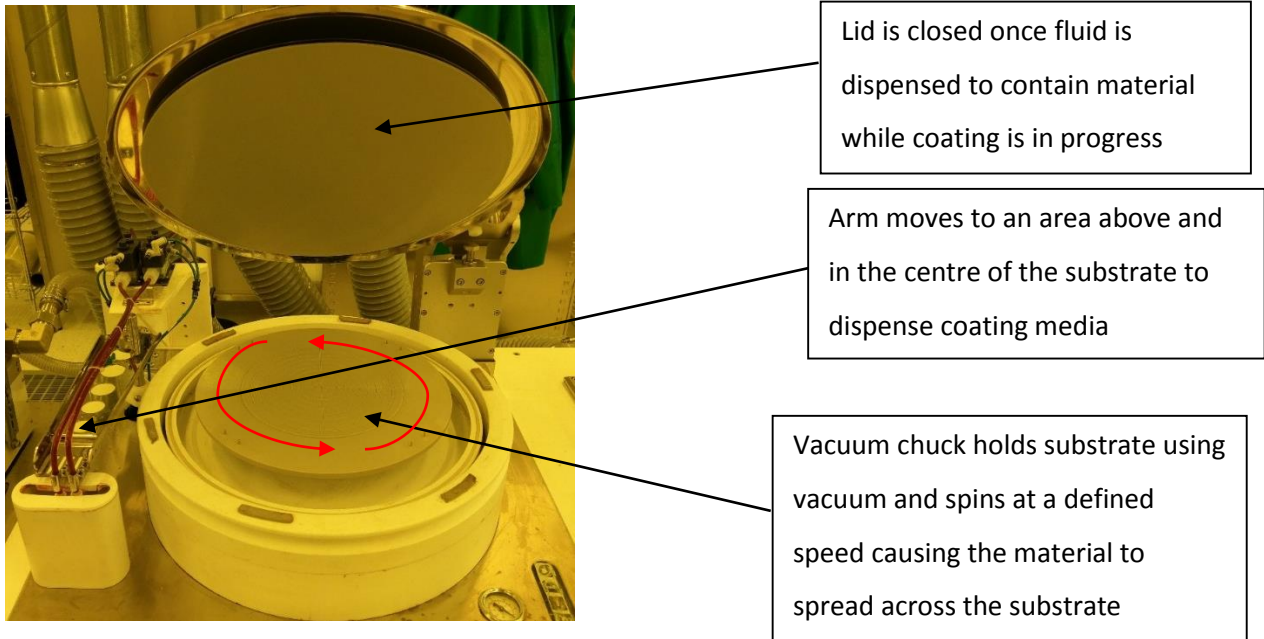 Lid is closed once fluid is
dispensed to contain material
while coating is in progress
Arm moves to an area above and
in the centre of the substrate to
dispense coating media
Vacuum chuck holds substrate using
vacuum and spins at a defined
speed causing the material to
spread across the substrate